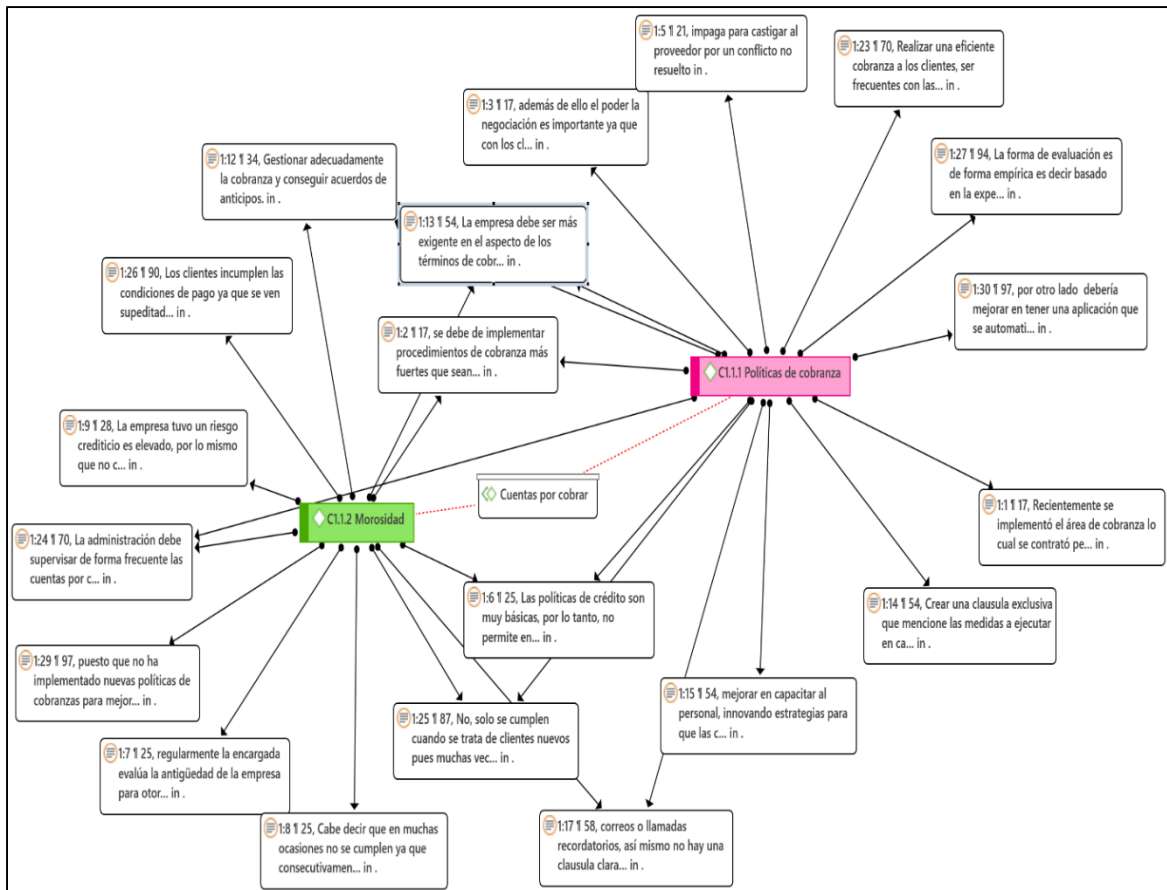 1:5 ¶ 21, impaga para castigar al
proveedor por un conflicto no
resuelto in .
1:23 ¶ 70, Realizar una eficiente
cobranza a los clientes, ser
frecuentes con las... in .
1:3 ¶ 17, además de ello el poder la
negociación es importante ya que
con los cl... in .
1:12 ¶ 34, Gestionar adecuadamente
la cobranza y conseguir acuerdos de
anticipos. in .
1:27 ¶ 94, La forma de evaluación es
de forma empírica es decir basado
en la expe... in .
1:13 ¶ 54, La empresa debe ser más
exigente en el aspecto de los
términos de cobr... in .
1:26 ¶ 90, Los clientes incumplen las
condiciones de pago ya que se ven
supeditad... in .
1:30 ¶ 97, por otro lado debería
mejorar en tener una aplicación que
se automati... in .
1:2 ¶ 17, se debe de implementar
procedimientos de cobranza más
fuertes que sean... in .
C1.1.1 Políticas de cobranza
1:9 ¶ 28, La empresa tuvo un riesgo
crediticio es elevado, por lo mismo
que no c... in .
Cuentas por cobrar
C1.1.2 Morosidad
1:1 ¶ 17, Recientemente se
implementó el área de cobranza lo
cual se contrató pe... in .
1:24 ¶ 70, La administración debe
supervisar de forma frecuente las
cuentas por c... in .
1:6 ¶ 25, Las políticas de crédito son
muy básicas, por lo tanto, no
permite en... in .
1:14 ¶ 54, Crear una clausula exclusiva
que mencione las medidas a ejecutar
en ca... in .
1:29 ¶ 97, puesto que no ha
implementado nuevas políticas de
cobranzas para mejor... in .
1:15 ¶ 54, mejorar en capacitar al
personal, innovando estrategias para
que las c... in .
1:25 ¶ 87, No, solo se cumplen
cuando se trata de clientes nuevos
pues muchas vec... in .
1:7 ¶ 25, regularmente la encargada
evalúa la antigüedad de la empresa
para otor... in .
1:8 ¶ 25, Cabe decir que en muchas
ocasiones no se cumplen ya que
consecutivamen... in .
1:17 ¶ 58, correos o llamadas
recordatorios, así mismo no hay una
clausula clara... in .